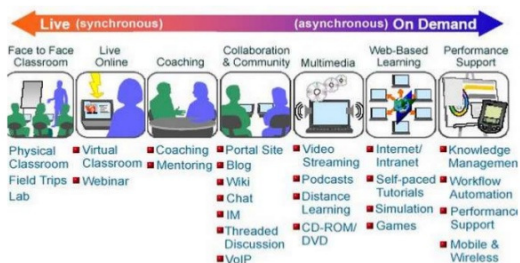 Live (synchronous)
(asynchronous) On Demand
Face to Face
Classroom
Live
Online
Coaching
Collaboration
& Community
Multimedia
Web-Based
Learning
Performance
Support
Physical
Classroom
Field Trips
Lab
Virtual
Classroom
Webinar
Coaching
Mentoring
Portal Site
Blog
Wiki
Chat
IM
Threaded
Discussion
VoIP
Video
Streaming
Podcasts
Distance
Learning
CD-ROM/
DVD
Internet/
Intranet
Self-paced
Tutorials
Simulation
Games
Knowledge
Management
Workflow
Automation
Performance
Support
Mobile &
Wireless